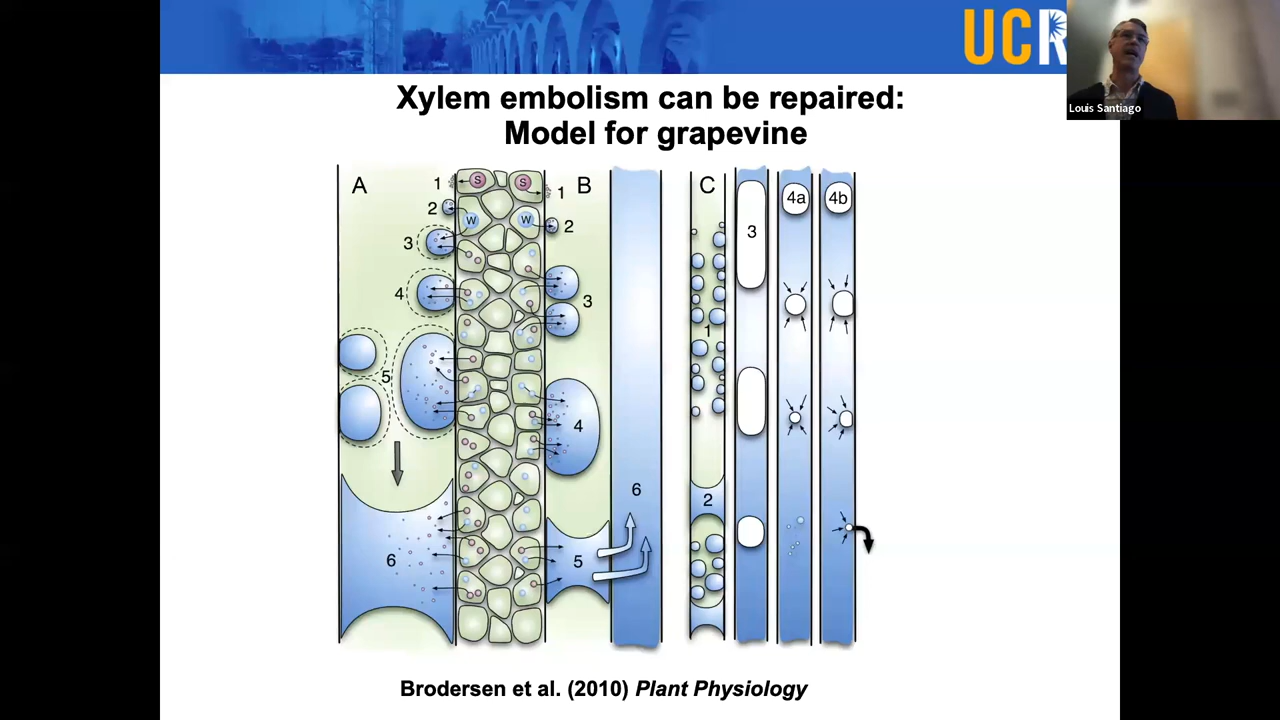 UCR
Louis Santiago
Xylem embolism can be repaired:
Model for grapevine
A
1
S
S
1
B
C
4a
4b
2
W
W
2
3
3
4
3
1
5
4
6
2
6
5
Brodersen et al. (2010) Plant Physiology